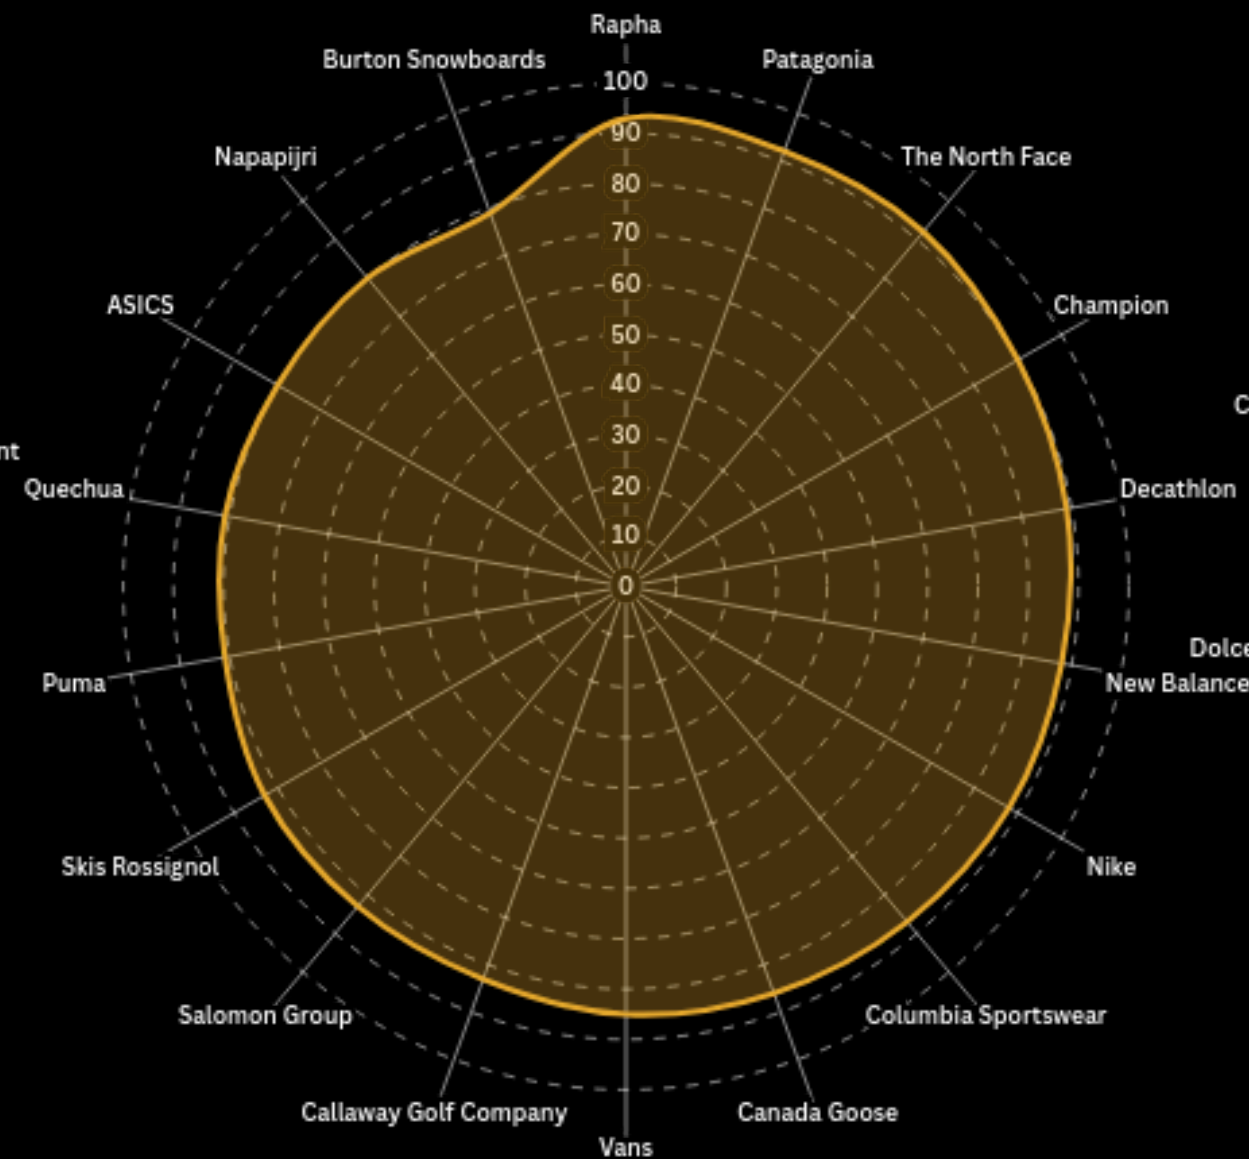 Rapha
Burton Snowboards
Patagonia
100
90
Napapijri
The North Face
80
70
60
ASICS
Champion
50
40
C
30
nt
Quechua
20
Decathlon
10
0
Dolce
Puma
New Balance
Skis Rossignol
Nike
Salomon Group
Columbia Sportswear
Callaway Golf Company
Canada Goose
Vans